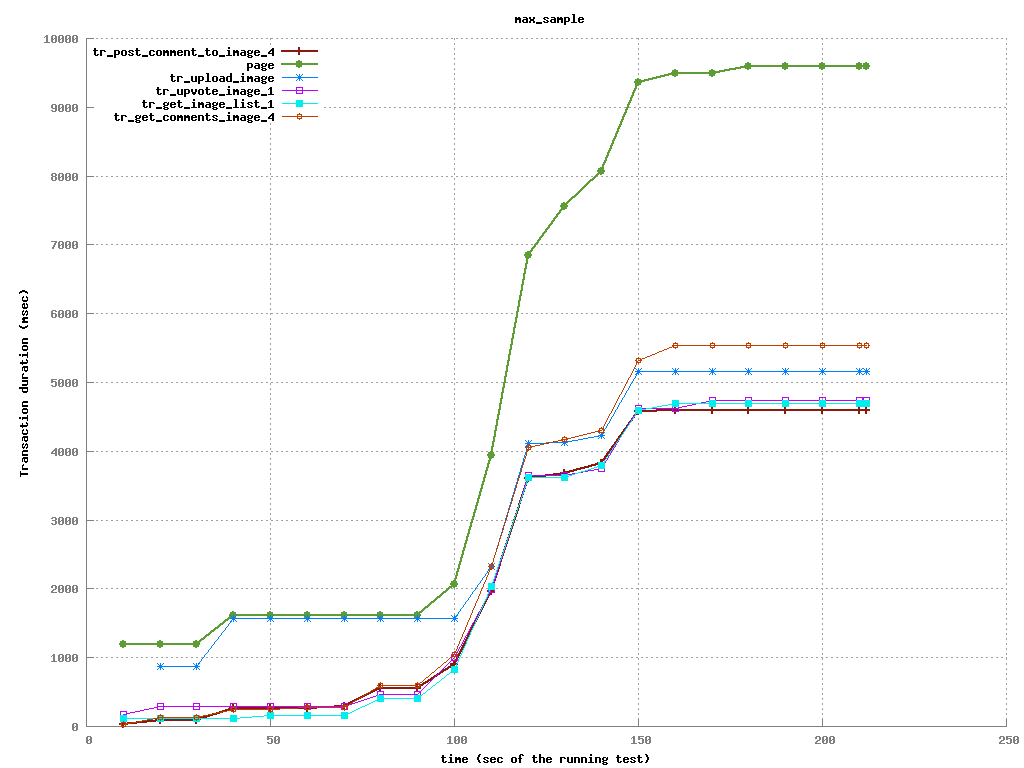 max_sample
10000
9000
8000
7000
6000
5000
4000
3000
2000
1000
0
Transaction duration (msec)
tr_post_comment_to_image_4
page
tr_upload_image
tr_upvote_image_1
tr_get_image_list_1
tr_get_comments_image_4
0 50 100 150 200 250
time (sec of the running test)